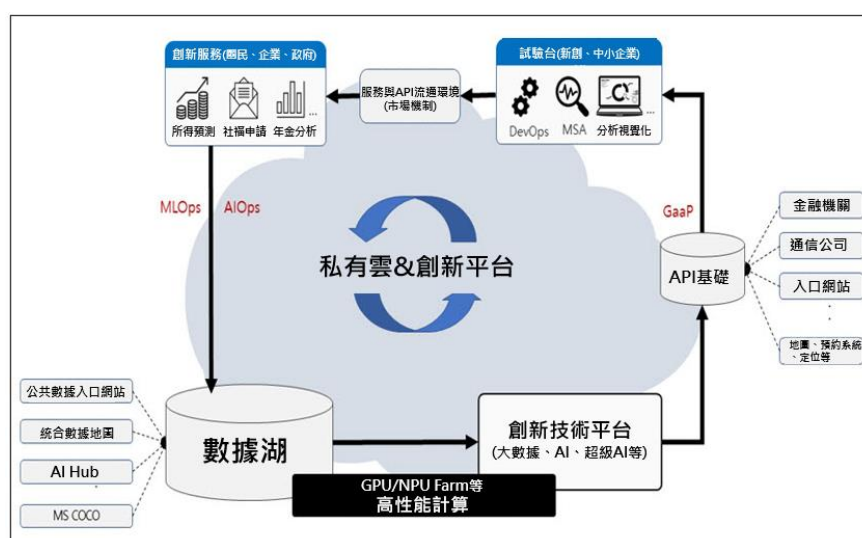 創新服務(國民、企業、政府)
所得預測
社福申請
年金分析
...
服務與API流通環境
(市場機制)
試驗台(新創、中小企業)
DevOps
MSA
分析視覺化
...
MLOps
AIOps
GaaP
私有雲&創新平台
API基礎
金融機關
通信公司
入口網站
地圖、預約系統
、定位等
公共數據入口網站
統合數據地圖
AI Hub
MS COCO
數據湖
創新技術平台
(大數據、AI、超級AI等)
GPU/NPU Farm等
高性能計算